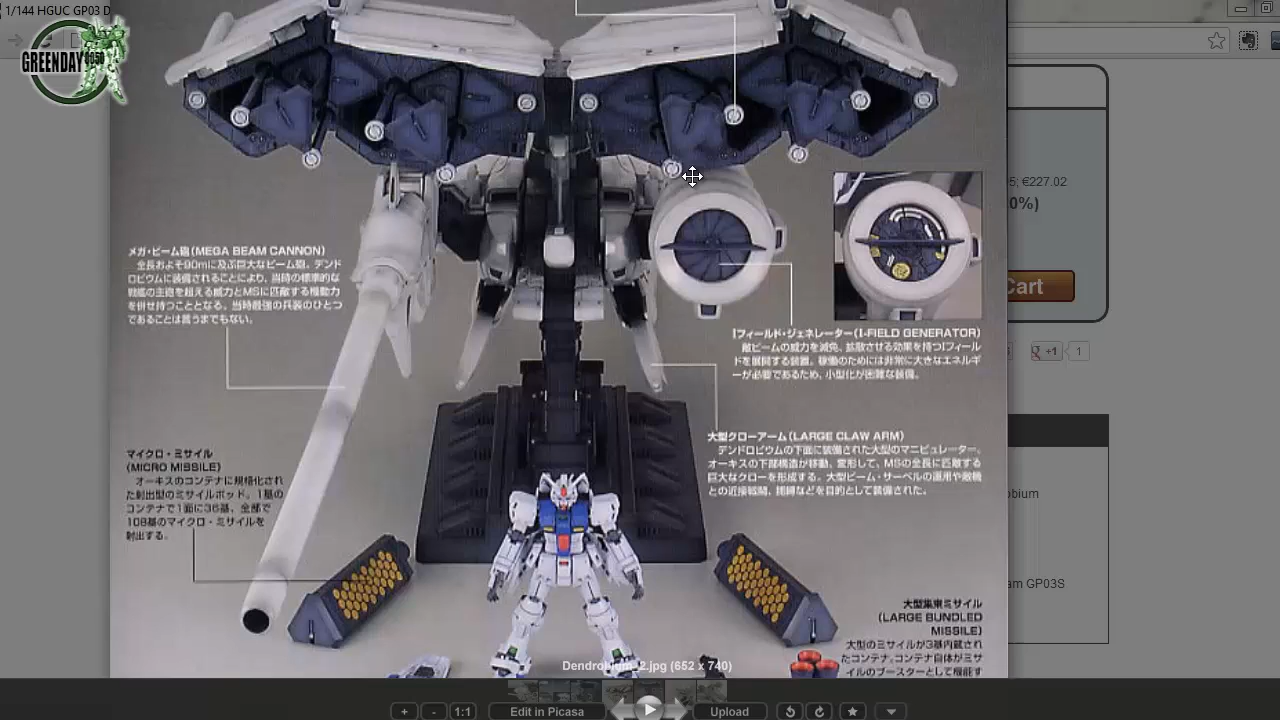 1/144 HGUC GP03 D
GREENDAY
メガ・ビーム砲(MEGA BEAM CANNON)
全長およそ90mに及ぶ巨大なビーム砲。デンド
ロビウムに装備されることにより、当時の標準的な
戦艦の主砲を超える威力とMSに匹敵する機動力
を併せ持つこととなる。当時最強の兵装のひとつ
であることは言うまでもない。
Iフィールド・ジェネレーター(I-FIELD GENERATOR)
敵ビームの威力を減免、拡散させる効果を持つIフィール
ドを展開する装置。稼働のためには非常に大きなエネルギ
ーが必要であるため、小型化が困難な装備。
大型クローアーム(LARGE CLAW ARM)
デンドロビウムの下面に装備された大型のマニピュレーター。
オーキスの下部構造が移動、変形して、MSの全長に匹敵する
巨大なクローを形成する。大型ビーム・サーベルの運用や敵機
との近接戦闘、捕縛などを目的として装備された。
マイクロ・ミサイル
(MICRO MISSILE)
オーキスのコンテナに規格化され
た射出型のミサイルポッド。1基の
コンテナで1面に36基、全部で
108基のマイクロ・ミサイルを
射出する。
大型集束ミサイル
(LARGE BUNDLED
MISSILE)
大型のミサイルが3基内蔵され
たコンテナ。コンテナ自体がミサ
イルのブースターとして機能す
5; €227.02
0%)
Cart
+1
1
obium
am GP03S
Dendrobium_2.jpg (652 x 740)
+
-
1:1
Edit in Picasa
Upload